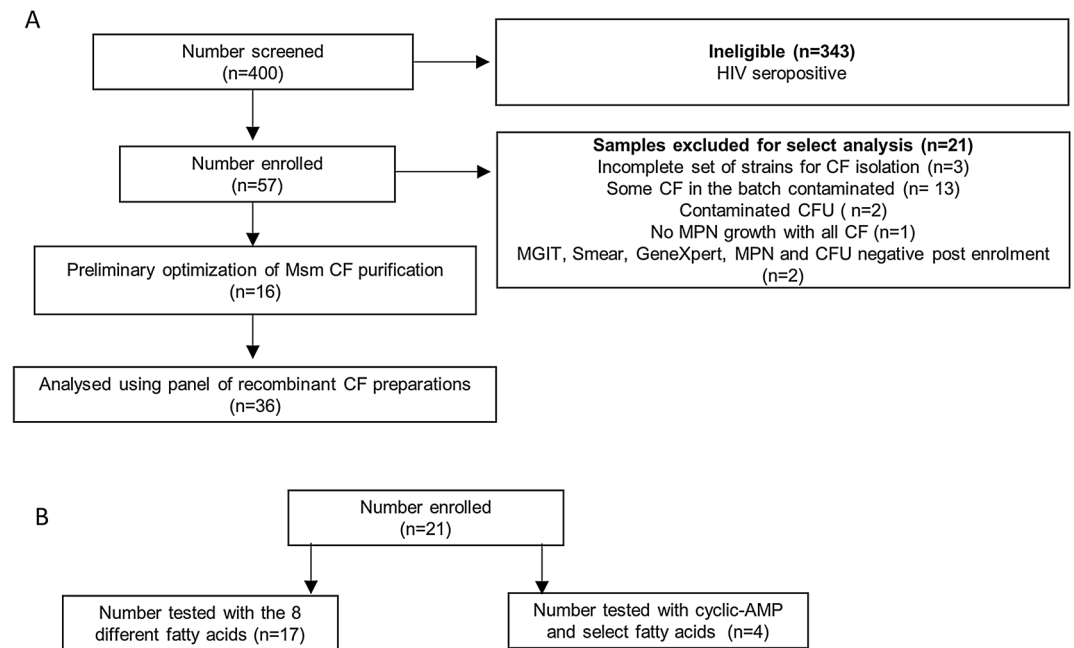 A
Number screened
(n=400)
Ineligible (n=343)
HIV seropositive
Number enrolled
(n=57)
Samples excluded for select analysis (n=21)
Incomplete set of strains for CF isolation (n=3)
Some CF in the batch contaminated (n= 13)
Contaminated CFU ( n=2)
No MPN growth with all CF (n=1)
MGIT, Smear, GeneXpert, MPN and CFU negative post enrolment
(n=2)
Preliminary optimization of Msm CF purification
(n=16)
Analysed using panel of recombinant CF preparations
(n=36)
B
Number enrolled
(n=21)
Number tested with the 8
different fatty acids (n=17)
Number tested with cyclic-AMP
and select fatty acids (n=4)